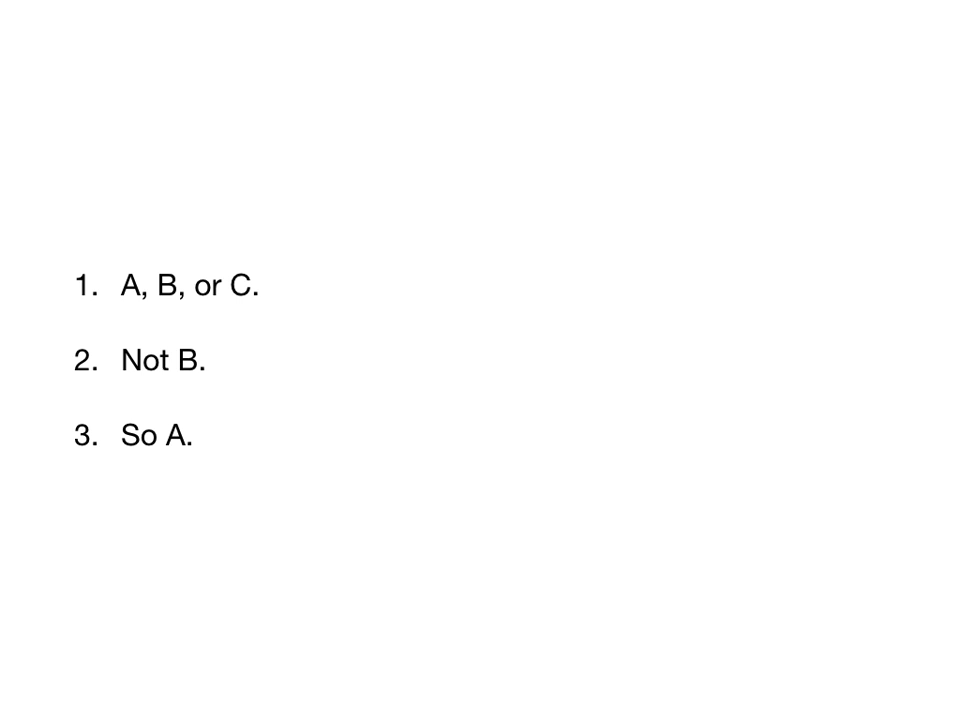 1. A, B, or C.
2. Not B.
3. So A.